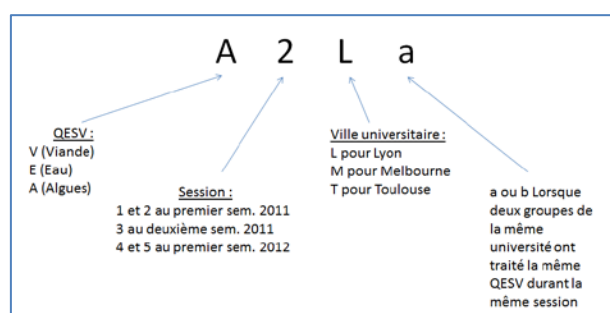 A 2 L a
QESV :
V (Viande)
E (Eau)
A (Algues)
Session :
1 et 2 au premier sem. 2011
3 au deuxième sem. 2011
4 et 5 au premier sem. 2012
Ville universitaire :
L pour Lyon
M pour Melbourne
T pour Toulouse
a ou b Lorsque
deux groupes de
la même
université ont
traité la même
QESV durant la
même session